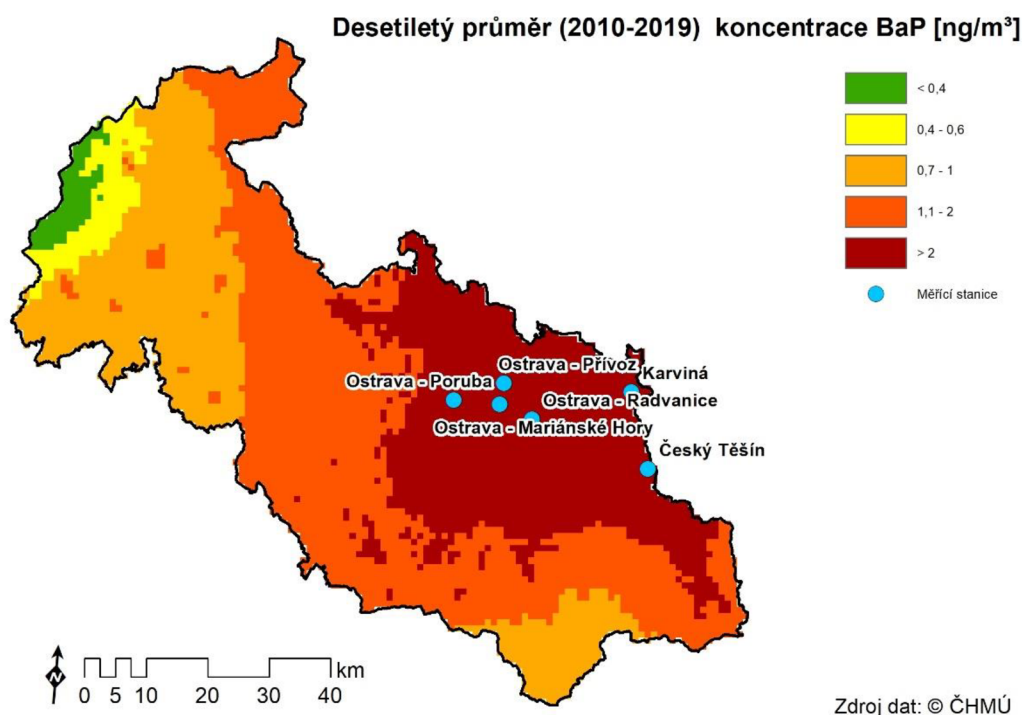 Desetiletý průměr (2010-2019) koncentrace BaP [ng/m³]
< 0,4
0,4 - 0,6
0,7 - 1
1,1 - 2
> 2
Měřící stanice
Ostrava - Přívoz
Karviná
Ostrava - Poruba
Ostrava - Radvanice
Ostrava - Mariánské Hory
Český Těšín
N
km
0 5 10 20 30 40
Zdroj dat: © ČHMÚ